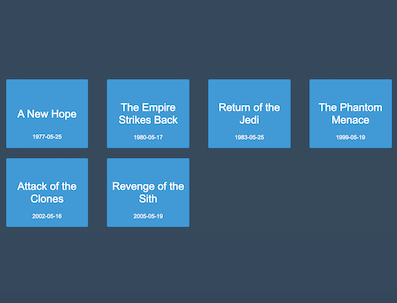 A New Hope
1977-05-25
The Empire
Strikes Back
1980-05-17
Return of the
Jedi
1983-05-25
The Phantom
Menace
1999-05-19
Attack of the
Clones
2002-05-16
Revenge of the
Sith
2005-05-19